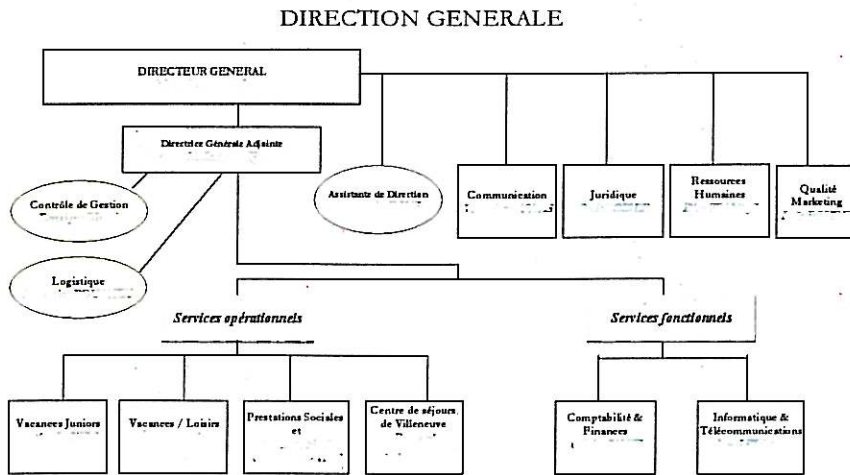 DIRECTION GENERALE
DIRECTEUR GENERAL
Directrice Générale Adjointe
Contrôle de Gestion
Assistants de Direction
Communication
Juridique
Ressources
Humaines
Qualité
Marketing
Logistique
Services opérationnels
Services fonctionnels
Vacances Juniors
Vacances / Loisirs
Prestations Sociales
et
Centre de séjours
de Villeneuve
Comptabilité &
Finances
Informatique &
Télécommunications